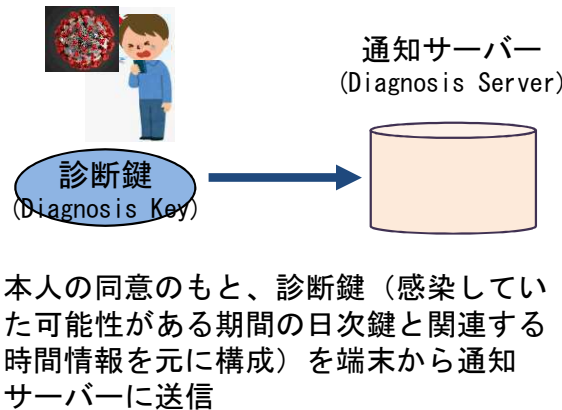 通知サーバー
(Diagnosis Server)
診断鍵
(Diagnosis Key)
本人の同意のもと、診断鍵（感染してい
た可能性がある期間の日次鍵と関連する
時間情報を元に構成）を端末から通知
サーバーに送信